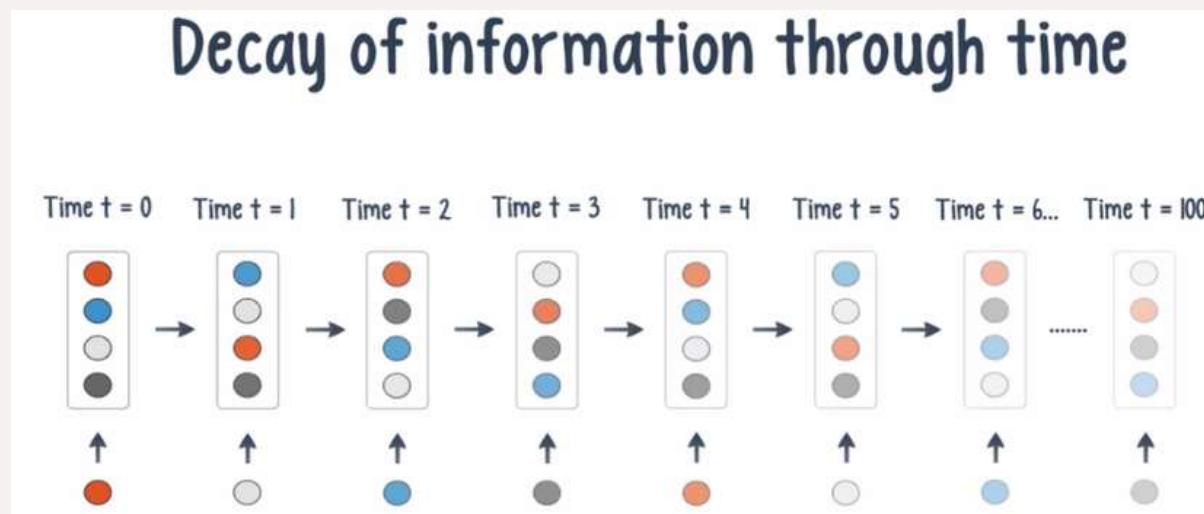 Decay of information through time
Time t = 0 Time t = 1 Time t = 2 Time t = 3 Time t = 4 Time t = 5 Time t = 6... Time t = 100
.......